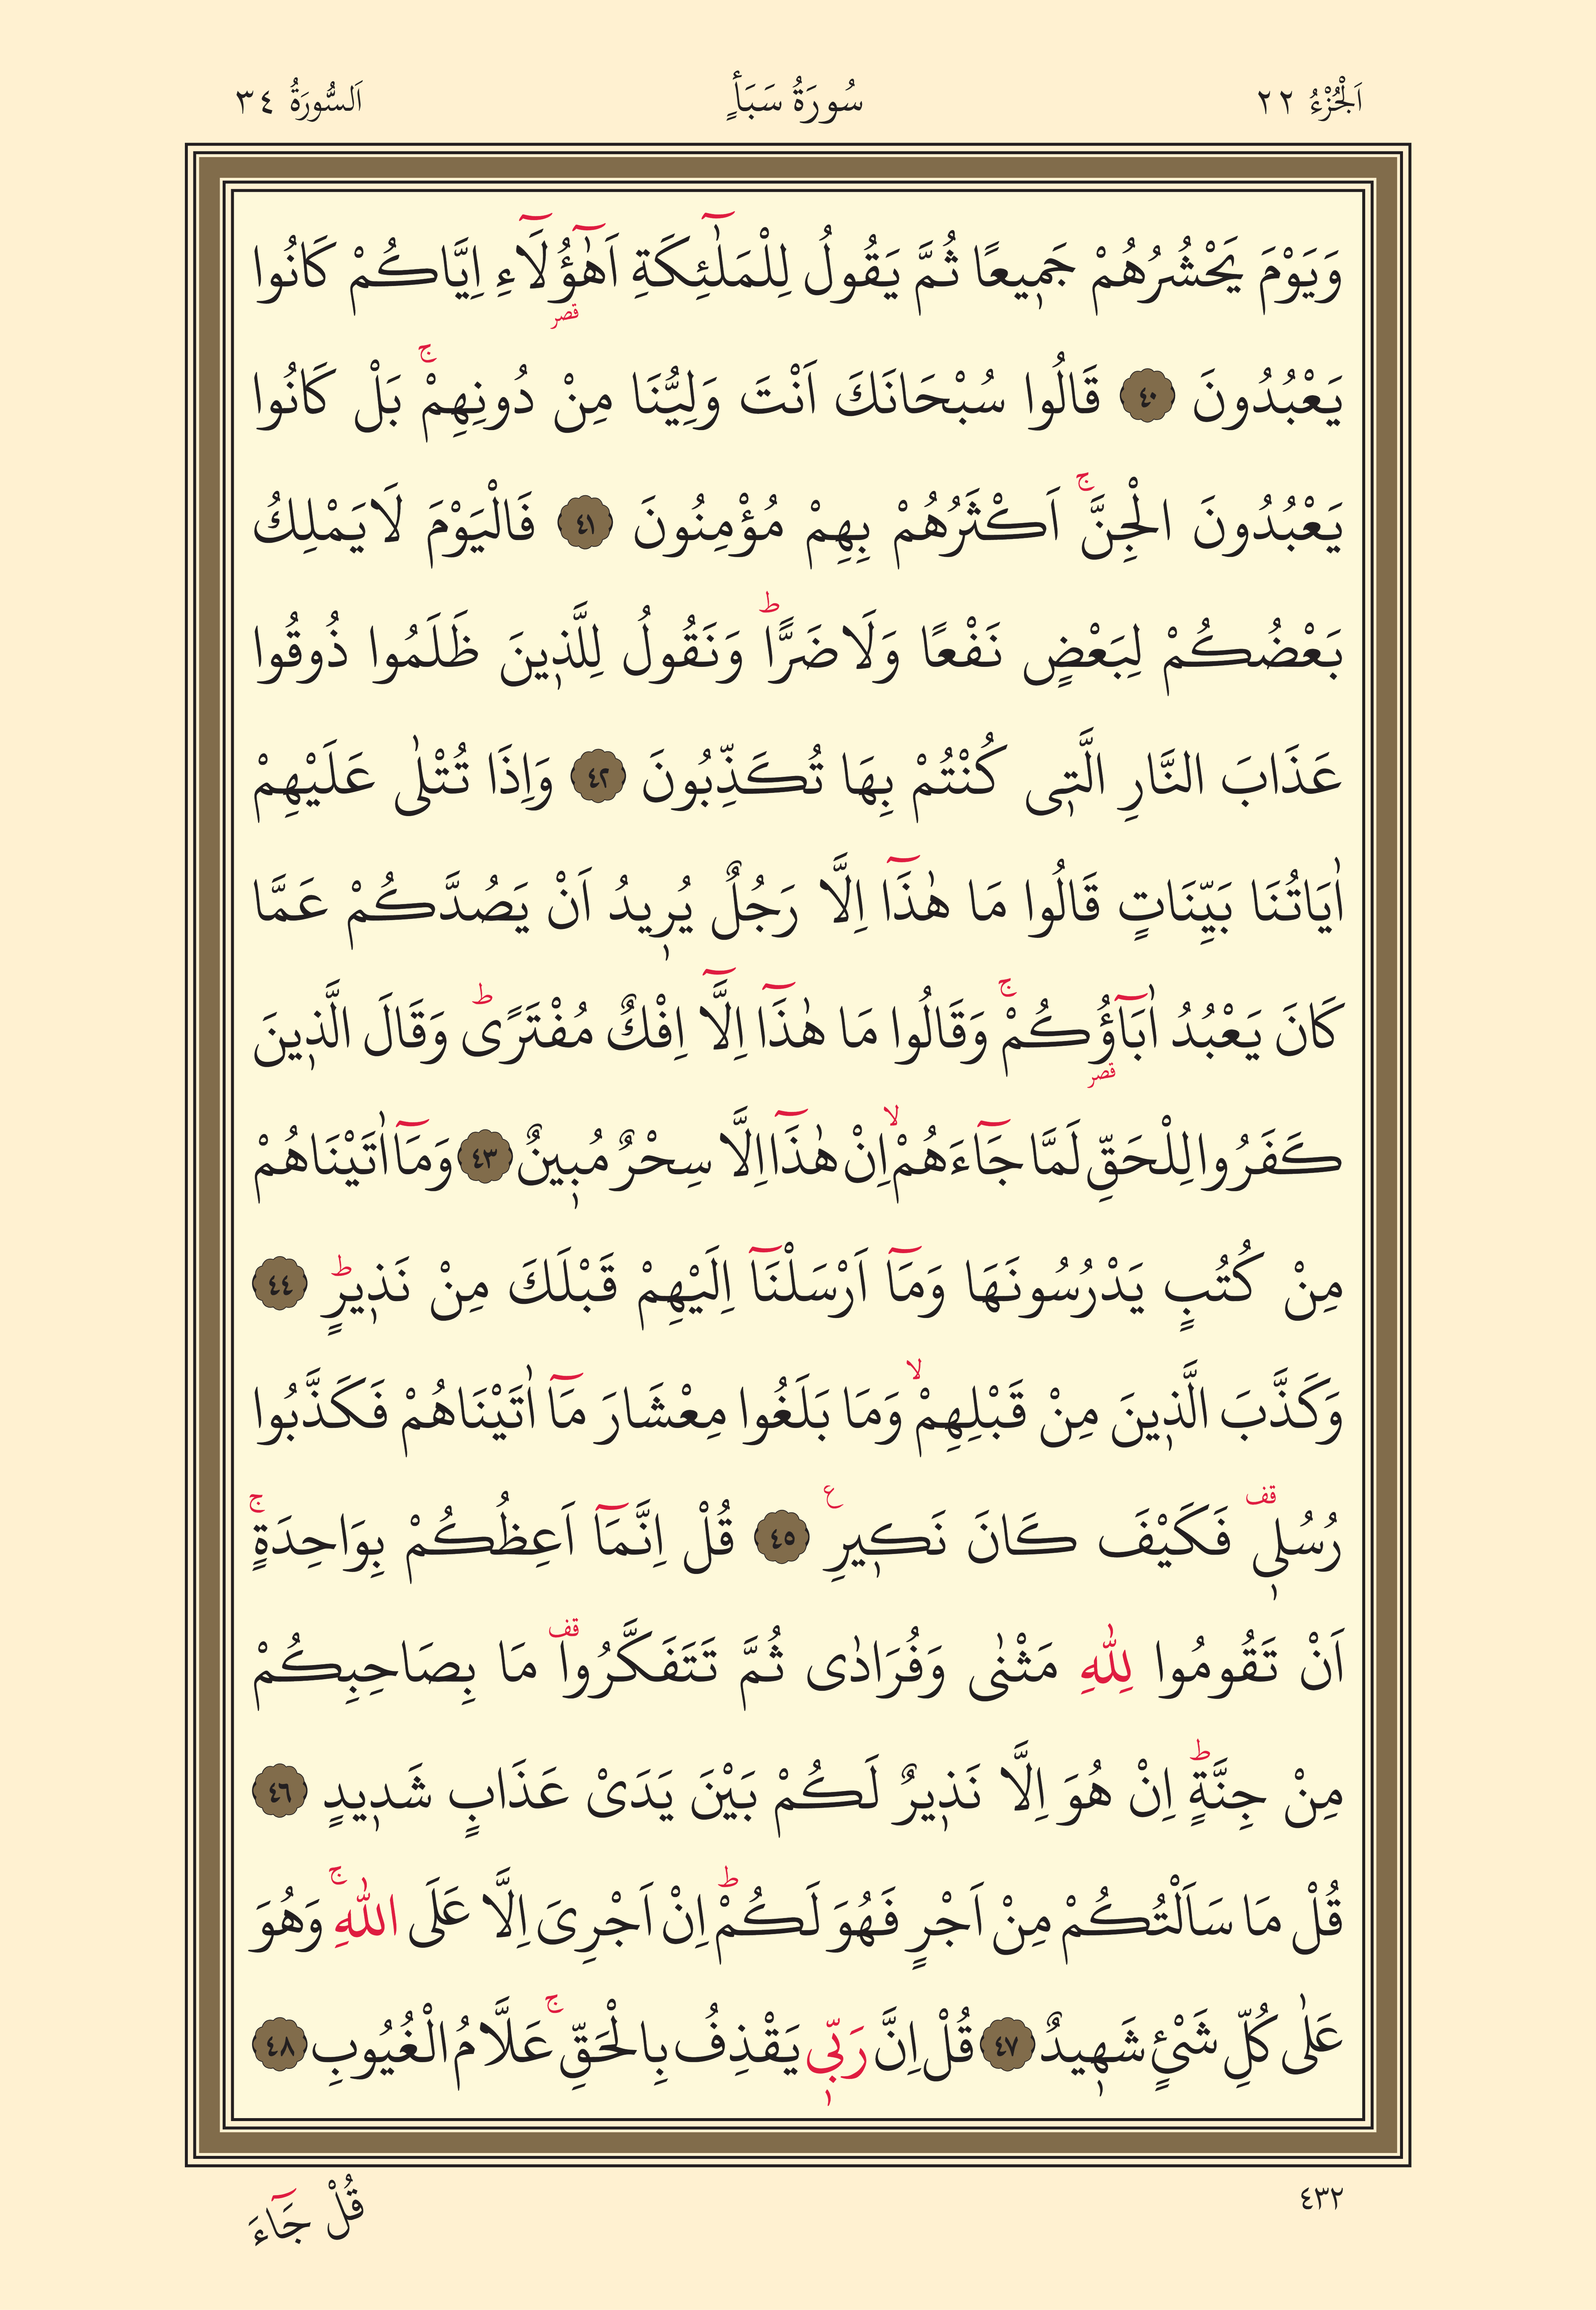 اَلْجُزْءُ ٢٢
سُورَةُ سَبَأٍ
اَلسُّورَةُ ٣٤
وَيَوْمَ يَحْشُرُهُمْ جَمٖيعًا ثُمَّ يَقُولُ لِلْمَلٰٓئِكَةِ اَهٰٓؤُ۬لَٓاءِ اِيَّاكُمْ كَانُوا
قصر
يَعْبُدُونَ ٤٠ قَالُوا سُبْحَانَكَ اَنْتَ وَلِيُّنَا مِنْ دُونِهِمْۚ بَلْ كَانُوا
يَعْبُدُونَ الْجِنَّۚ اَكْثَرُهُمْ بِهِمْ مُؤْمِنُونَ ٤١ فَالْيَوْمَ لَا يَمْلِكُ
بَعْضُكُمْ لِبَعْضٍ نَفْعًا وَلَا ضَرًّاؕ وَنَقُولُ لِلَّذٖينَ ظَلَمُوا ذُوقُوا
عَذَابَ النَّارِ الَّتٖى كُنْتُمْ بِهَا تُكَذِّبُونَ ٤٢ وَاِذَا تُتْلٰى عَلَيْهِمْ
اٰيَاتُنَا بَيِّنَاتٍ قَالُوا مَا هٰذَٓا اِلَّا رَجُلٌ يُرٖيدُ اَنْ يَصُدَّكُمْ عَمَّا
كَانَ يَعْبُدُ اٰبَٓاؤُ۬كُمْۚ وَقَالُوا مَا هٰذَٓا اِلَّٓا اِفْكٌ مُفْتَرًىؕ وَقَالَ الَّذٖينَ
قصر
كَفَرُوا لِلْحَقِّ لَمَّا جَٓاءَهُمْۙ اِنْ هٰذَٓا اِلَّا سِحْرٌ مُبٖينٌ ٤٣ وَمَٓا اٰتَيْنَاهُمْ
مِنْ كُتُبٍ يَدْرُسُونَهَا وَمَٓا اَرْسَلْنَٓا اِلَيْهِمْ قَبْلَكَ مِنْ نَذٖيرٍؕ ٤٤
وَكَذَّبَ الَّذٖينَ مِنْ قَبْلِهِمْۙ وَمَا بَلَغُوا مِعْشَارَ مَٓا اٰتَيْنَاهُمْ فَكَذَّبُوا
رُسُلٖى قف فَكَيْفَ كَانَ نَكٖيرِ ع ٤٥ قُلْ اِنَّمَٓا اَعِظُكُمْ بِوَاحِدَةٍۚ
اَنْ تَقُومُوا لِلّٰهِ مَثْنٰى وَفُرَادٰى ثُمَّ تَتَفَكَّرُوا قف مَا بِصَاحِبِكُمْ
مِنْ جِنَّةٍؕ اِنْ هُوَ اِلَّا نَذٖيرٌ لَكُمْ بَيْنَ يَدَىْ عَذَابٍ شَدٖيدٍ ٤٦
قُلْ مَا سَاَلْتُكُمْ مِنْ اَجْرٍ فَهُوَ لَكُمْؕ اِنْ اَجْرِىَ اِلَّا عَلَى اللّٰهِۚ وَهُوَ
عَلٰى كُلِّ شَىْءٍ شَهٖيدٌ ٤٧ قُلْ اِنَّ رَبّٖى يَقْذِفُ بِالْحَقِّۚ عَلَّامُ الْغُيُوبِ ٤٨
٤٣٢
قُلْ جَٓاءَ